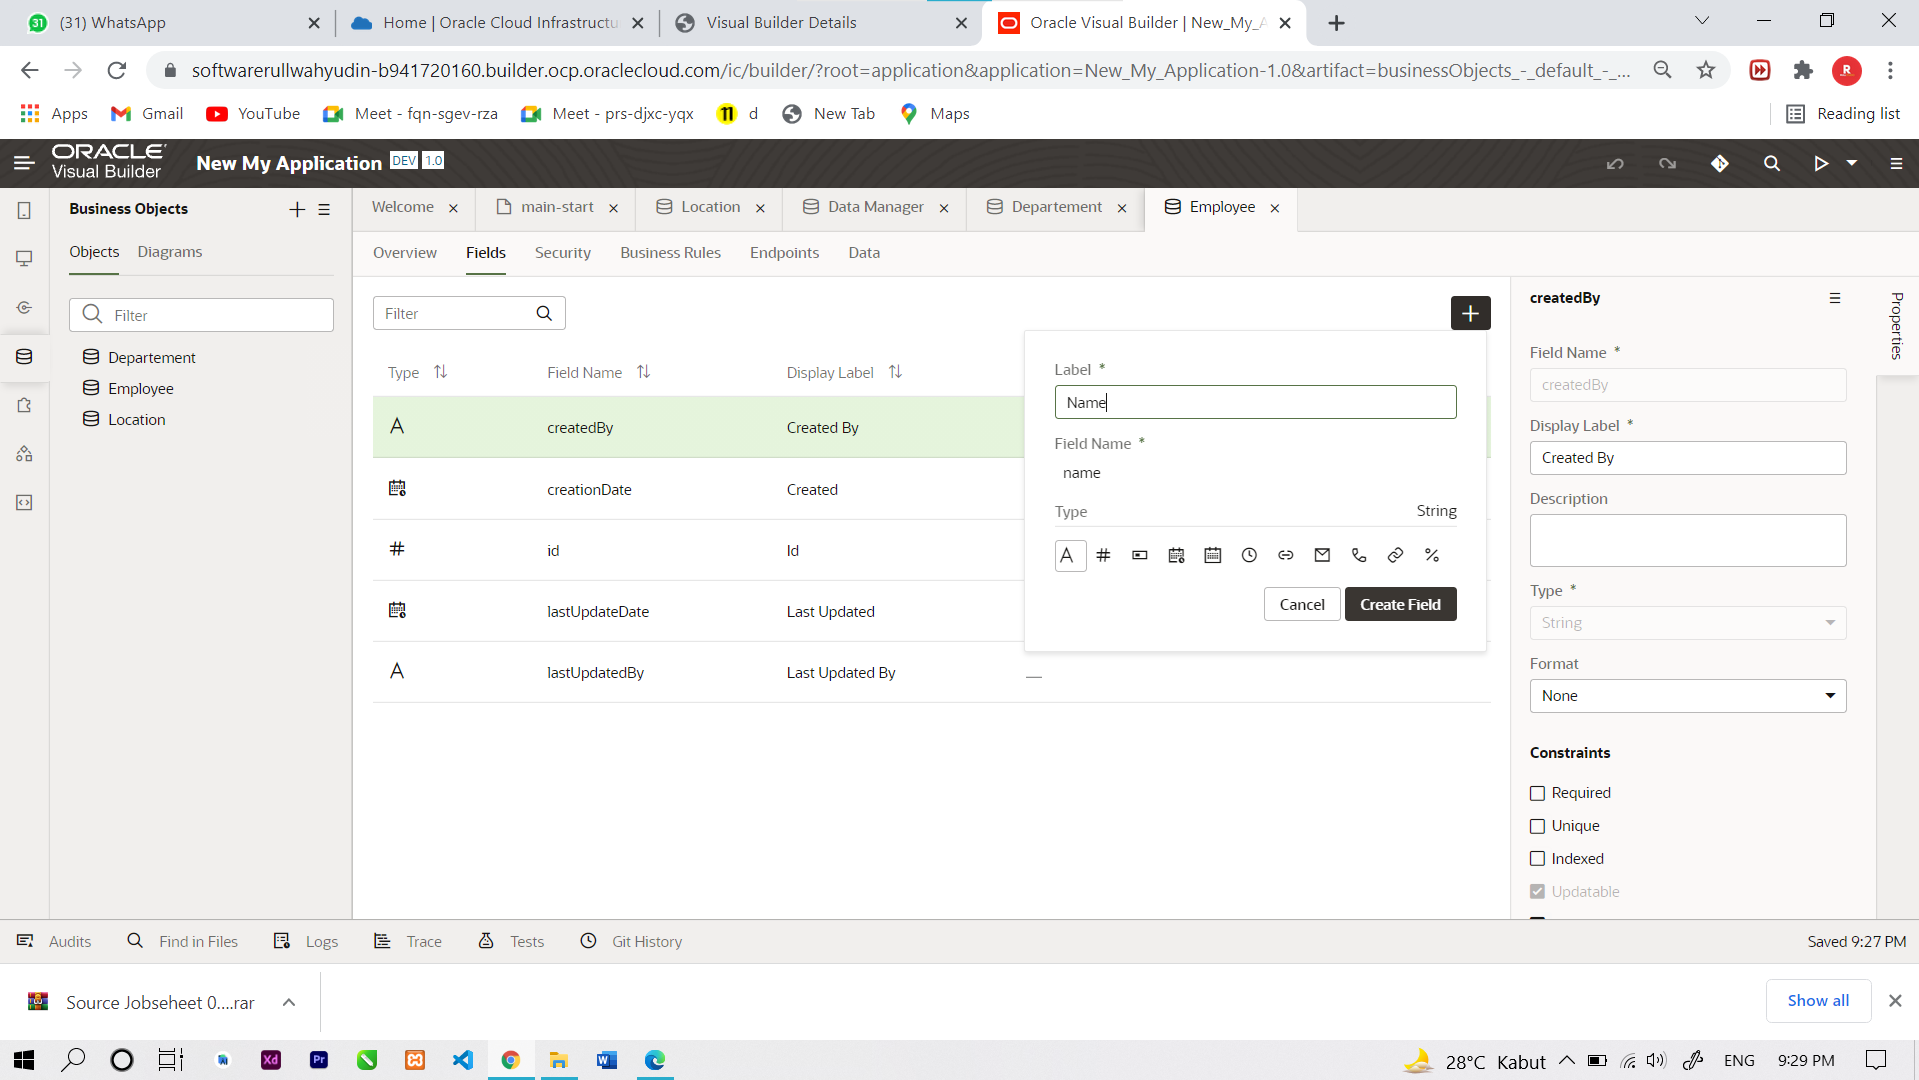 (31) WhatsApp
Home | Oracle Cloud Infrastructu
Visual Builder Details
Oracle Visual Builder | New_My_A
softwarerullwahyudin-b941720160.builder.ocp.oraclecloud.com/ic/builder/?root=application&application=New_My_Application-1.0&artifact=businessObjects_-_default_-_...
Apps
Gmail
YouTube
Meet - fqn-sgev-rza
Meet - prs-djxc-yqx
d
New Tab
Maps
Reading list
ORACLE
Visual Builder
New My Application
DEV
1.0
Business Objects
Welcome
main-start
Location
Data Manager
Departement
Employee
Objects
Diagrams
Overview
Fields
Security
Business Rules
Endpoints
Data
Filter
Departement
Employee
Location
Filter
Type
Field Name
Display Label
createdBy
Created By
creationDate
Created
id
Id
lastUpdateDate
Last Updated
lastUpdatedBy
Last Updated By
Label *
Name
Field Name *
name
Type
String
Cancel
Create Field
createdBy
Properties
Field Name *
createdBy
Display Label *
Created By
Description
Type *
String
Format
None
Constraints
Required
Unique
Indexed
Updatable
Audits
Find in Files
Logs
Trace
Tests
Git History
Saved 9:27 PM
Source Jobseheet 0....rar
Show all
28°C Kabut
ENG
9:29 PM